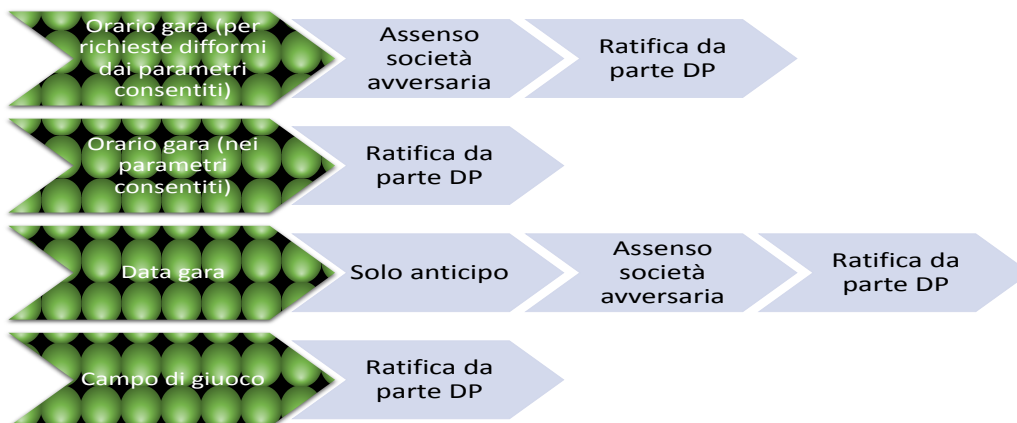 Orario gara (per
richieste difformi
dai parametri
consentiti)
Assenso
società
avversaria
Ratifica da
parte DP
Orario gara (nei
parametri
consentiti)
Ratifica da
parte DP
Data gara
Solo anticipo
Assenso
società
avversaria
Ratifica da
parte DP
Campo di giuoco
Ratifica da
parte DP